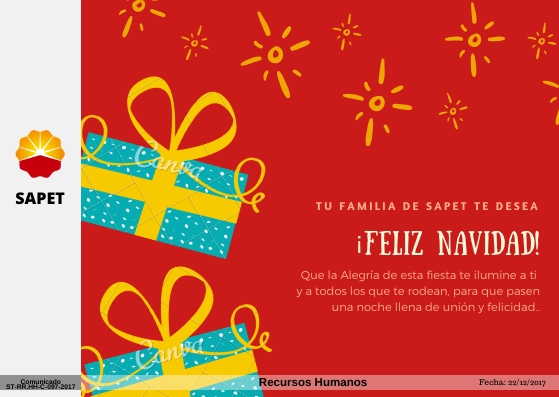 SAPET
Canva
TU FAMILIA DE SAPET TE DESEA
¡FELIZ NAVIDAD!
Que la Alegría de esta fiesta te ilumine a ti
y a todos los que te rodean, para que pasen
una noche llena de unión y felicidad..
Canva
Comunicado
ST-RR.HH-C-097-2017
Recursos Humanos
Fecha: 22/12/2017